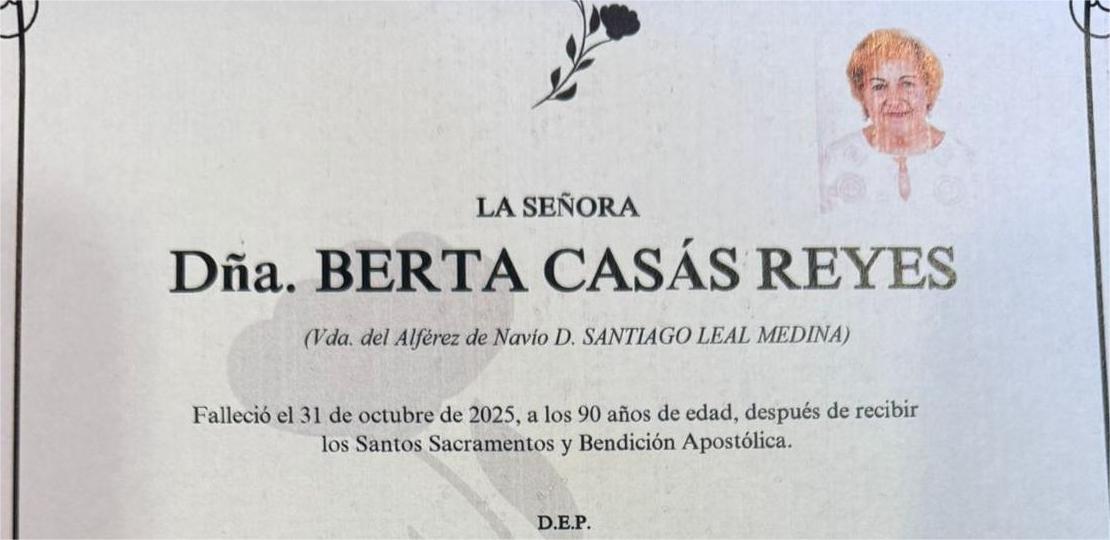 LA SEÑORA
Dña. BERTA CASÁS REYES
(Vda. del Alférez de Navío D. SANTIAGO LEAL MEDINA)
Falleció el 31 de octubre de 2025, a los 90 años de edad, después de recibir
los Santos Sacramentos y Bendición Apostólica.
D.E.P.